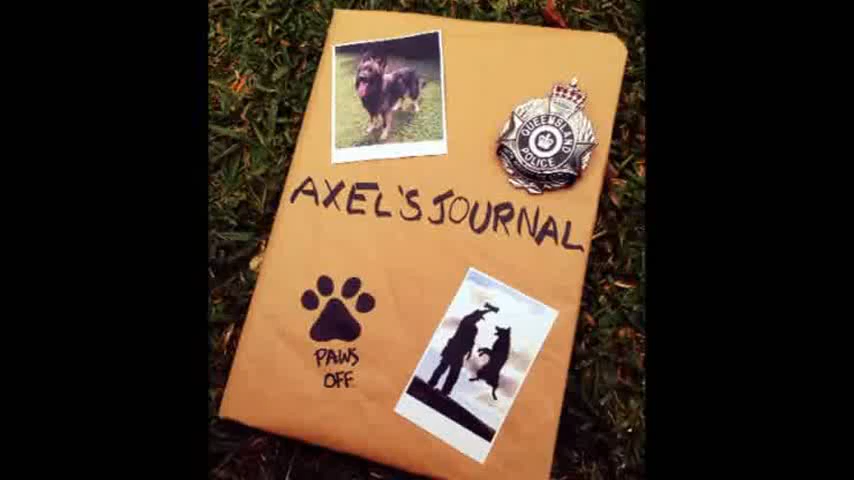 QUEENSLAND
POLICE
AXEL'S JOURNAL
PAWS
OFF